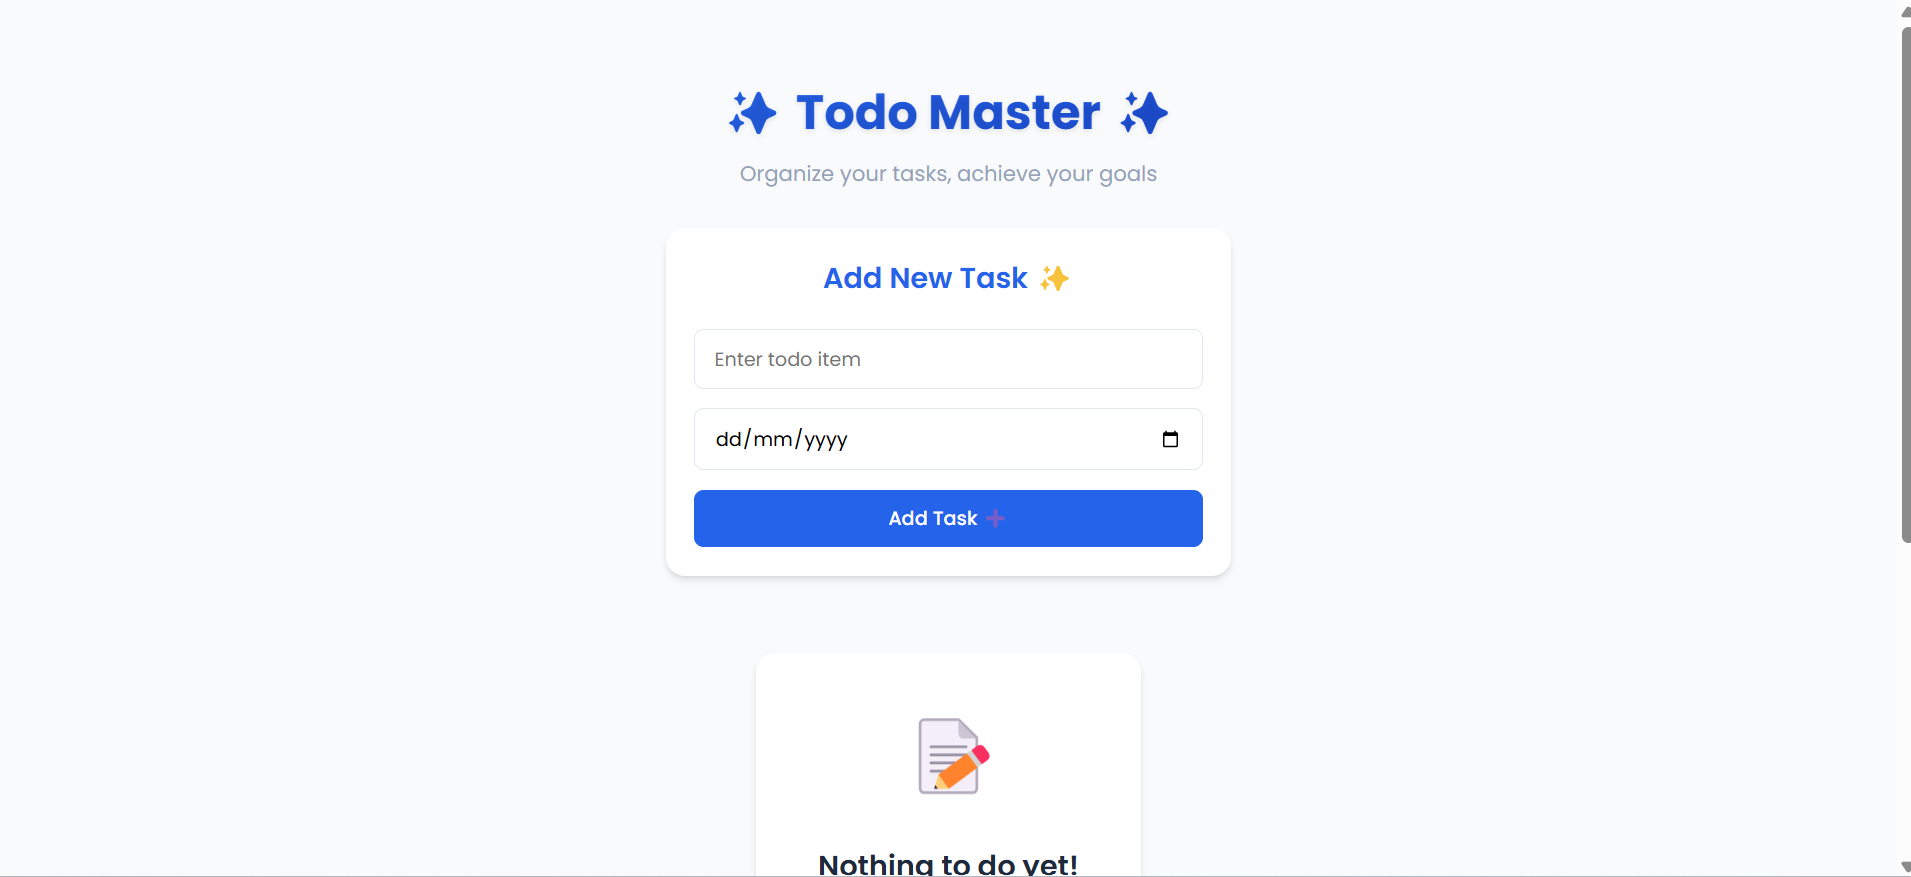 ✨ Todo Master ✨
Organize your tasks, achieve your goals
Add New Task ✨
Enter todo item
dd/mm/yyyy
Add Task ➕
Nothing to do yet!